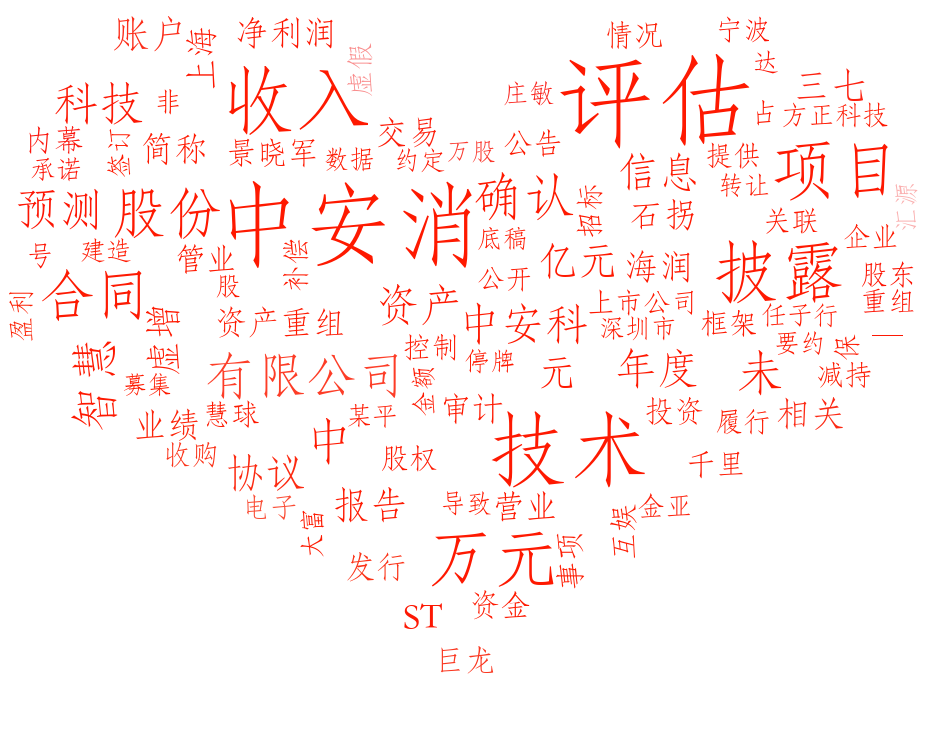 账户
净利润
情况
宁波
上海
虚假
达
科技
非
收入
庄敏
评估
三七
占
方正科技
内幕
签订
简称
景晓军
数据
交易
约定
万股
公告
承诺
信息
提供
项目
转让
预测
股份
中安消
确认
招标
石拐
关联
汇源
号
建造
管业
补偿
底稿
企业
股
公开
亿元
海润
披露
股东
盈利
合同
虚增
资产重组
资产
中安科
上市公司
深圳市
框架
任子行
重组
智慧
募集
有限公司
控制
停牌
元
年度
未
要约
保
减持
业绩
慧球
某平
金额
审计
投资
履行
相关
收购
协议
中
股权
技术
千里
电子
大富
报告
导致
营业
互娱
金亚
发行
万元
事项
ST
资金
巨龙